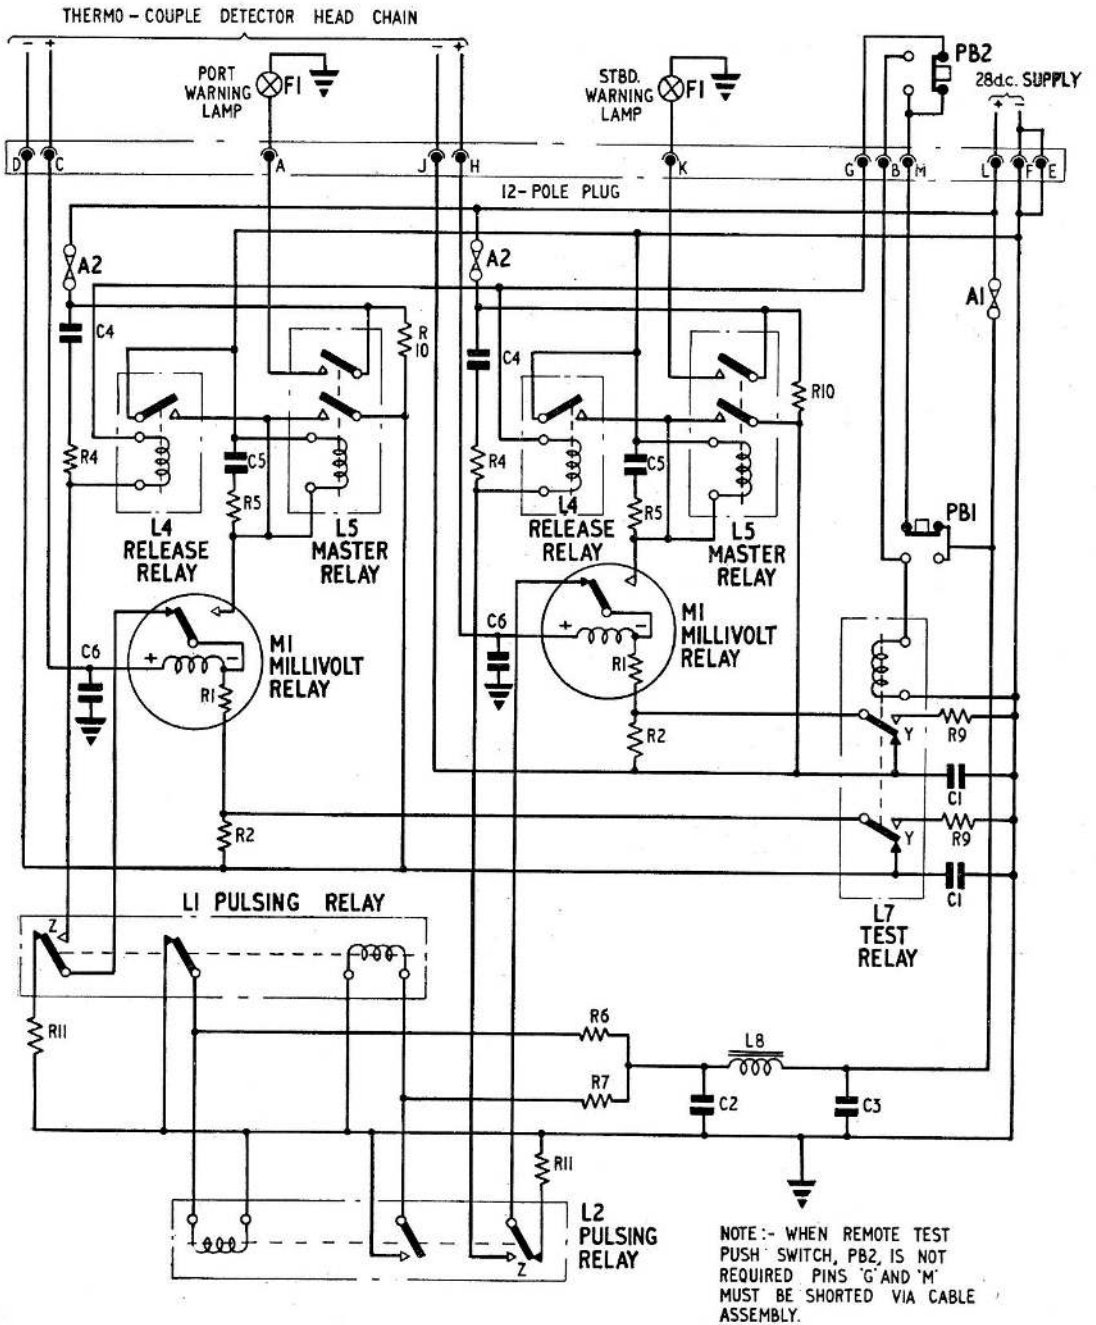 THERMO - COUPLE DETECTOR HEAD CHAIN
- +
- +
PORT
WARNING
LAMP
F1
STBD.
WARNING
LAMP
F1
PB2
28d.c. SUPPLY
+ -
D C A J H K G B M L F E
12- POLE PLUG
A2
A2
A1
C4
R
10
C4
R10
R4
C5
R5
R4
C5
R5
L4
RELEASE
RELAY
L5
MASTER
RELAY
L4
RELEASE
RELAY
L5
MASTER
RELAY
PB1
C6
+ -
M1
MILLIVOLT
RELAY
R1
C6
+ -
M1
MILLIVOLT
RELAY
R1
R2
Y
R9
C1
R2
Y
R9
C1
L7
TEST
RELAY
L1 PULSING RELAY
Z
R11
R6
R7
L8
C2
C3
R11
Z
L2
PULSING
RELAY
NOTE:- WHEN REMOTE TEST
PUSH SWITCH, PB2, IS NOT
REQUIRED PINS 'G' AND 'M'
MUST BE SHORTED VIA CABLE
ASSEMBLY.